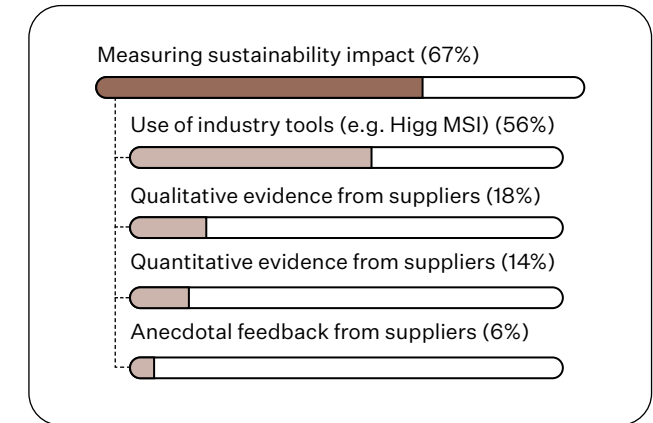 Measuring sustainability impact (67%)
Use of industry tools (e.g. Higg MSI) (56%)
Qualitative evidence from suppliers (18%)
Quantitative evidence from suppliers (14%)
Anecdotal feedback from suppliers (6%)